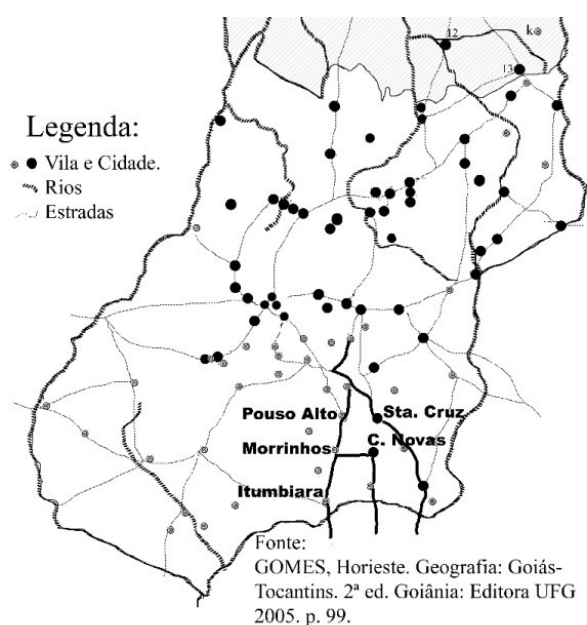 12
k
13
Legenda:
Vila e Cidade.
Rios
Estradas
Pouso Alto
Sta. Cruz
C. Novas
Morrinhos
Itumbiara
Fonte:
GOMES, Horieste. Geografia: Goiás-
Tocantins. 2ª ed. Goiânia: Editora UFG
2005. p. 99.